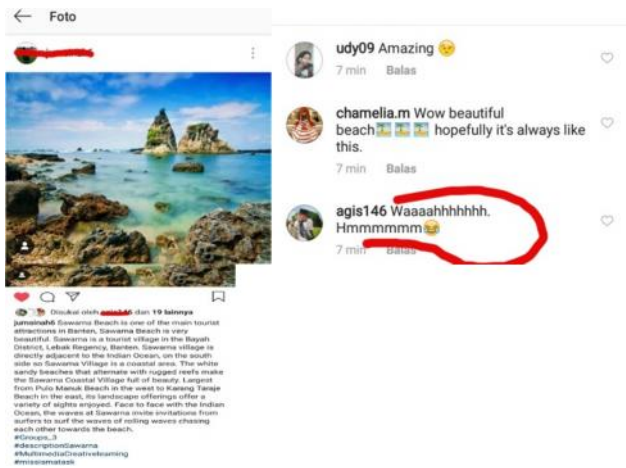 Foto
Disukai oleh agis146 dan 19 lainnya
jumainah6 Sawarna Beach is one of the main tourist
attractions in Banten, Sawarna Beach is very
beautiful. Sawarna is a tourist village in the Bayah
District, Lebak Regency, Banten. Sawarna village is
directly adjacent to the Indian Ocean, on the south
side so Sawarna Village is a coastal area. The white
sandy beaches that alternate with rugged reefs make
the Sawarna Coastal Village full of beauty. Largest
from Pulo Manuk Beach in the west to Karang Taraje
Beach in the east, its landscape offerings offer a
variety of sights enjoyed. Face to face with the Indian
Ocean, the waves at Sawarna invite invitations from
surfers to surf the waves of rolling waves chasing
each other towards the beach.
#Groups_3
#descriptionSawarna
#MultimediaCreativelearning
#missismatask
udy09 Amazing 😉
7 min Balas
chamelia.m Wow beautiful
beach🏝🏝🏝 hopefully it's always like
this.
7 min Balas
agis146 Waaaahhhhhhh.
Hmmmmmm😂
7 min Balas